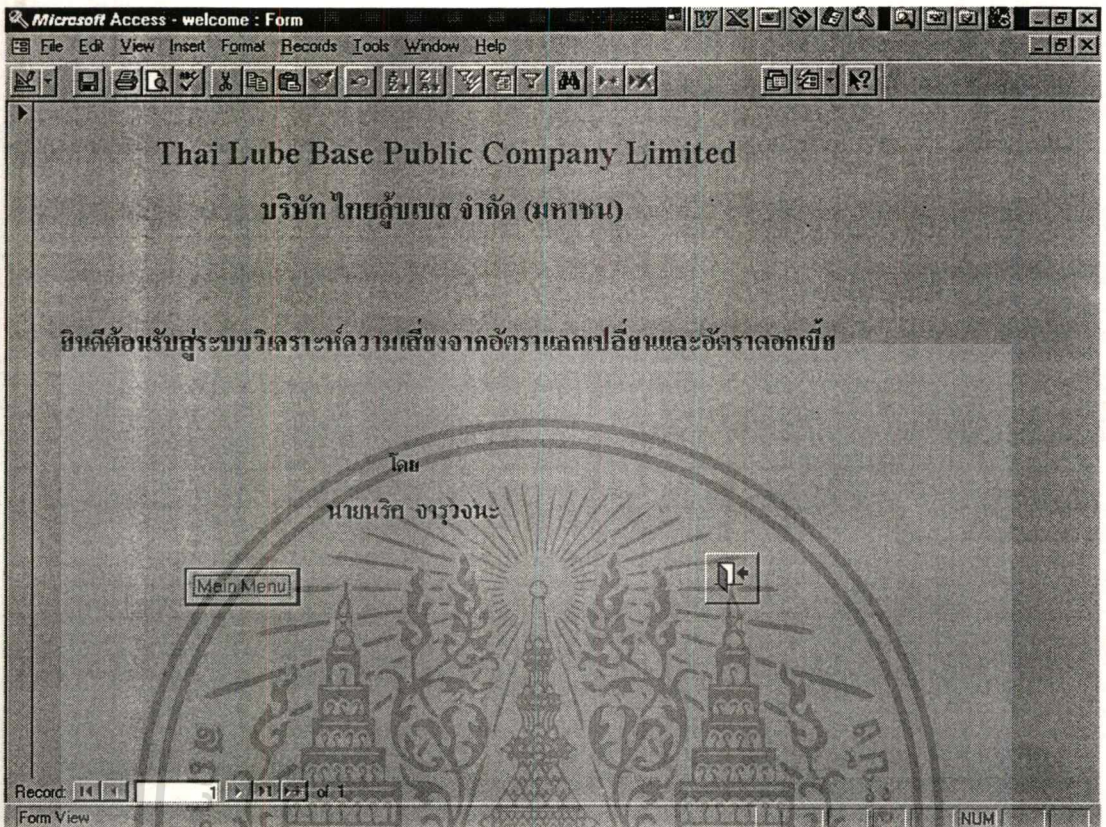 Microsoft Access - welcome : Form
File Edit View Insert Format Records Tools Window Help
Thai Lube Base Public Company Limited
บริษัท ไทยลู้บเบส จำกัด (มหาชน)
ยินดีต้อนรับสู่ระบบวิเคราะห์ความเสี่ยงจากอัตราแลกเปลี่ยนและอัตราดอกเบี้ย
โดย
นายนริศ จารุวงนะ
Main Menu
Record: 1 of 1
Form View NUM